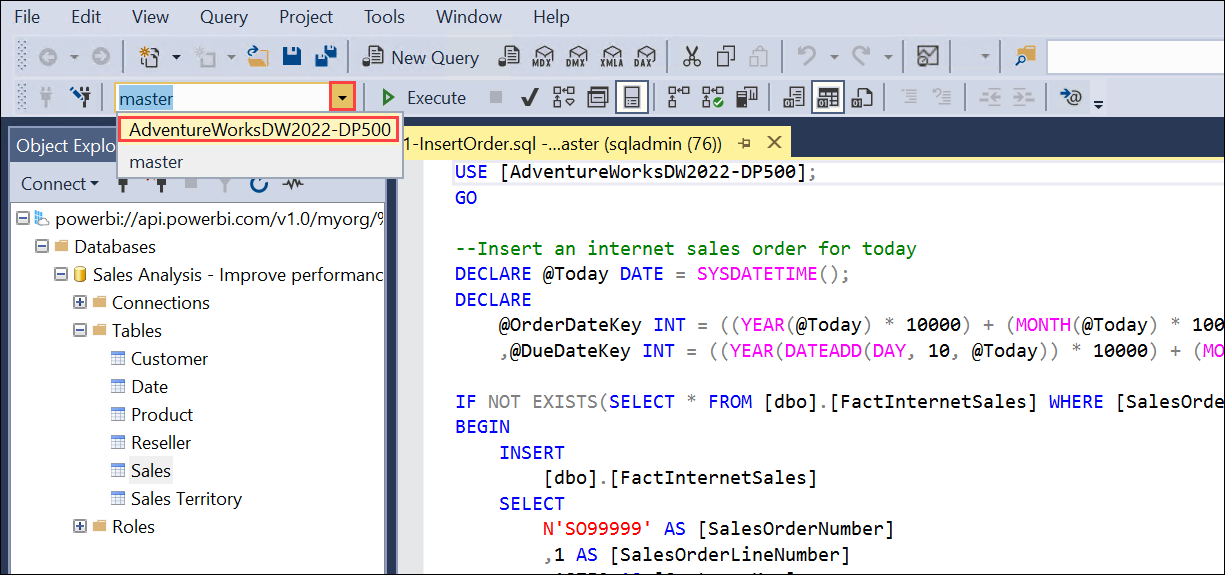 File Edit View Query Project Tools Window Help
New Query MDX DMX XMLA DAX
master Execute
AdventureWorksDW2022-DP500
master
Object Explo
Connect
powerbi://api.powerbi.com/v1.0/myorg/%
Databases
Sales Analysis - Improve performanc
Connections
Tables
Customer
Date
Product
Reseller
Sales
Sales Territory
Roles
1-InsertOrder.sql -...aster (sqladmin (76))
USE [AdventureWorksDW2022-DP500];
GO
--Insert an internet sales order for today
DECLARE @Today DATE = SYSDATETIME();
DECLARE
@OrderDateKey INT = ((YEAR(@Today) * 10000) + (MONTH(@Today) * 100
,@DueDateKey INT = ((YEAR(DATEADD(DAY, 10, @Today)) * 10000) + (MO
IF NOT EXISTS(SELECT * FROM [dbo].[FactInternetSales] WHERE [SalesOrde
BEGIN
INSERT
[dbo].[FactInternetSales]
SELECT
N'SO99999' AS [SalesOrderNumber]
,1 AS [SalesOrderLineNumber]